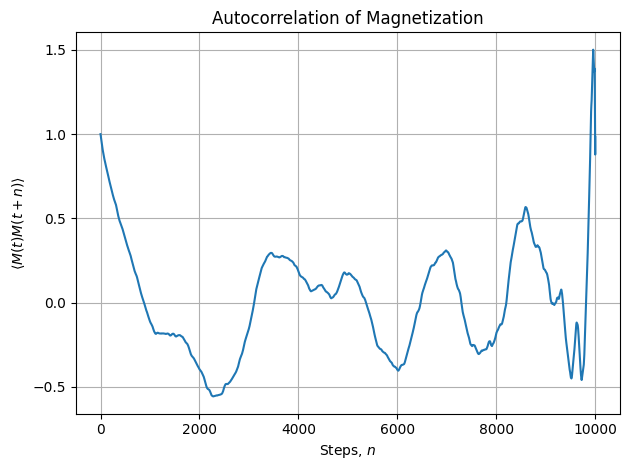 Autocorrelation of Magnetization
⟨M(t)M(t + n)⟩
1.5
1.0
0.5
0.0
−0.5
0 2000 4000 6000 8000 10000
Steps, n